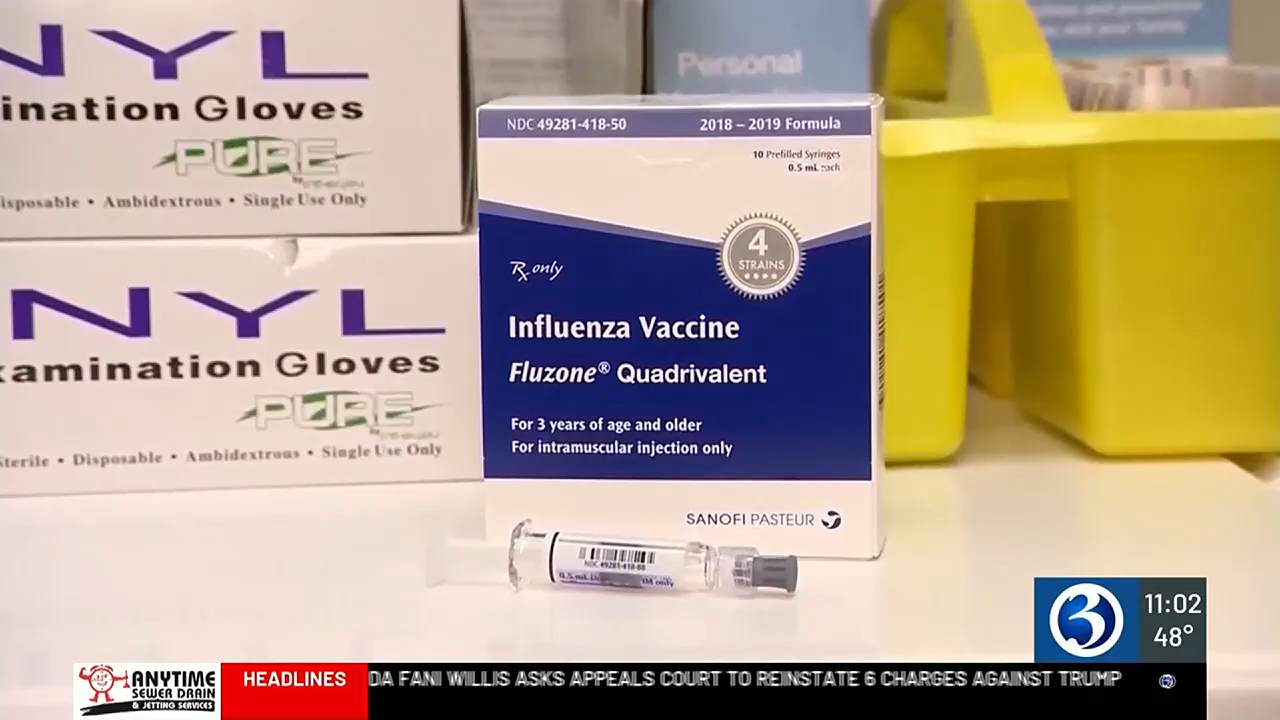 NYL
ination Gloves
PURE
isposable • Ambidextrous • Single Use Only
NYL
xamination Gloves
PURE
Sterile • Disposable • Ambidextrous • Single Use Only
Personal
NDC 49281-418-50
2018 – 2019 Formula
10 Prefilled Syringes
0.5 mL each
4
STRAINS
Rx only
Influenza Vaccine
Fluzone® Quadrivalent
For 3 years of age and older
For intramuscular injection only
SANOFI PASTEUR
NDC 49281-418-88
3
11:02
48°
ANYTIME
SEWER DRAIN
& JETTING SERVICES
HEADLINES
DA FANI WILLIS ASKS APPEALS COURT TO REINSTATE 6 CHARGES AGAINST TRUMP